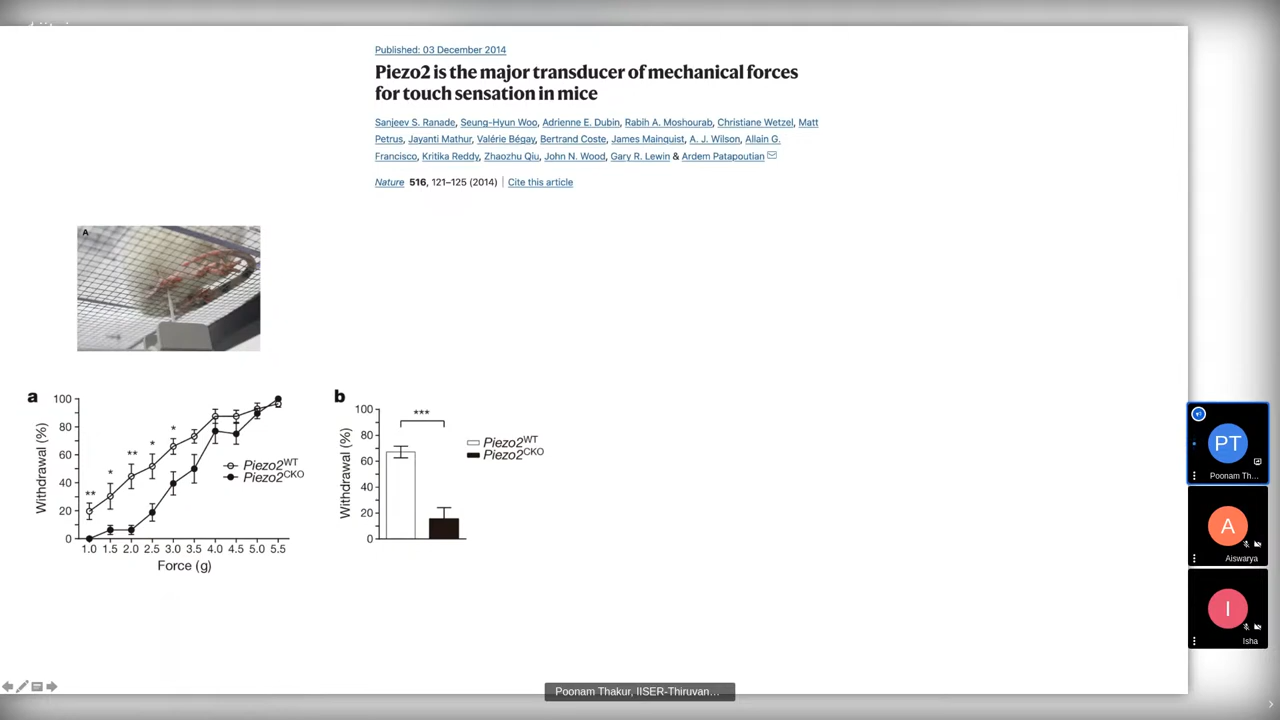 Published: 03 December 2014
Piezo2 is the major transducer of mechanical forces
for touch sensation in mice
Sanjeev S. Ranade, Seung-Hyun Woo, Adrienne E. Dubin, Rabih A. Moshourab, Christiane Wetzel, Matt
Petrus, Jayanti Mathur, Valérie Bégay, Bertrand Coste, James Mainquist, A. J. Wilson, Allain G.
Francisco, Kritika Reddy, Zhaozhu Qiu, John N. Wood, Gary R. Lewin & Ardem Patapoutian
Nature 516, 121–125 (2014) | Cite this article
A
a
100
80
60
40
20
0
Withdrawal (%)
**
*
**
*
*
Piezo2WT
Piezo2CKO
1.0 1.5 2.0 2.5 3.0 3.5 4.0 4.5 5.0 5.5
Force (g)
b
100
80
60
40
20
0
Withdrawal (%)
***
Piezo2WT
Piezo2CKO
PT
Poonam Th...
A
Aiswarya
I
Isha
Poonam Thakur, IISER-Thiruvan...